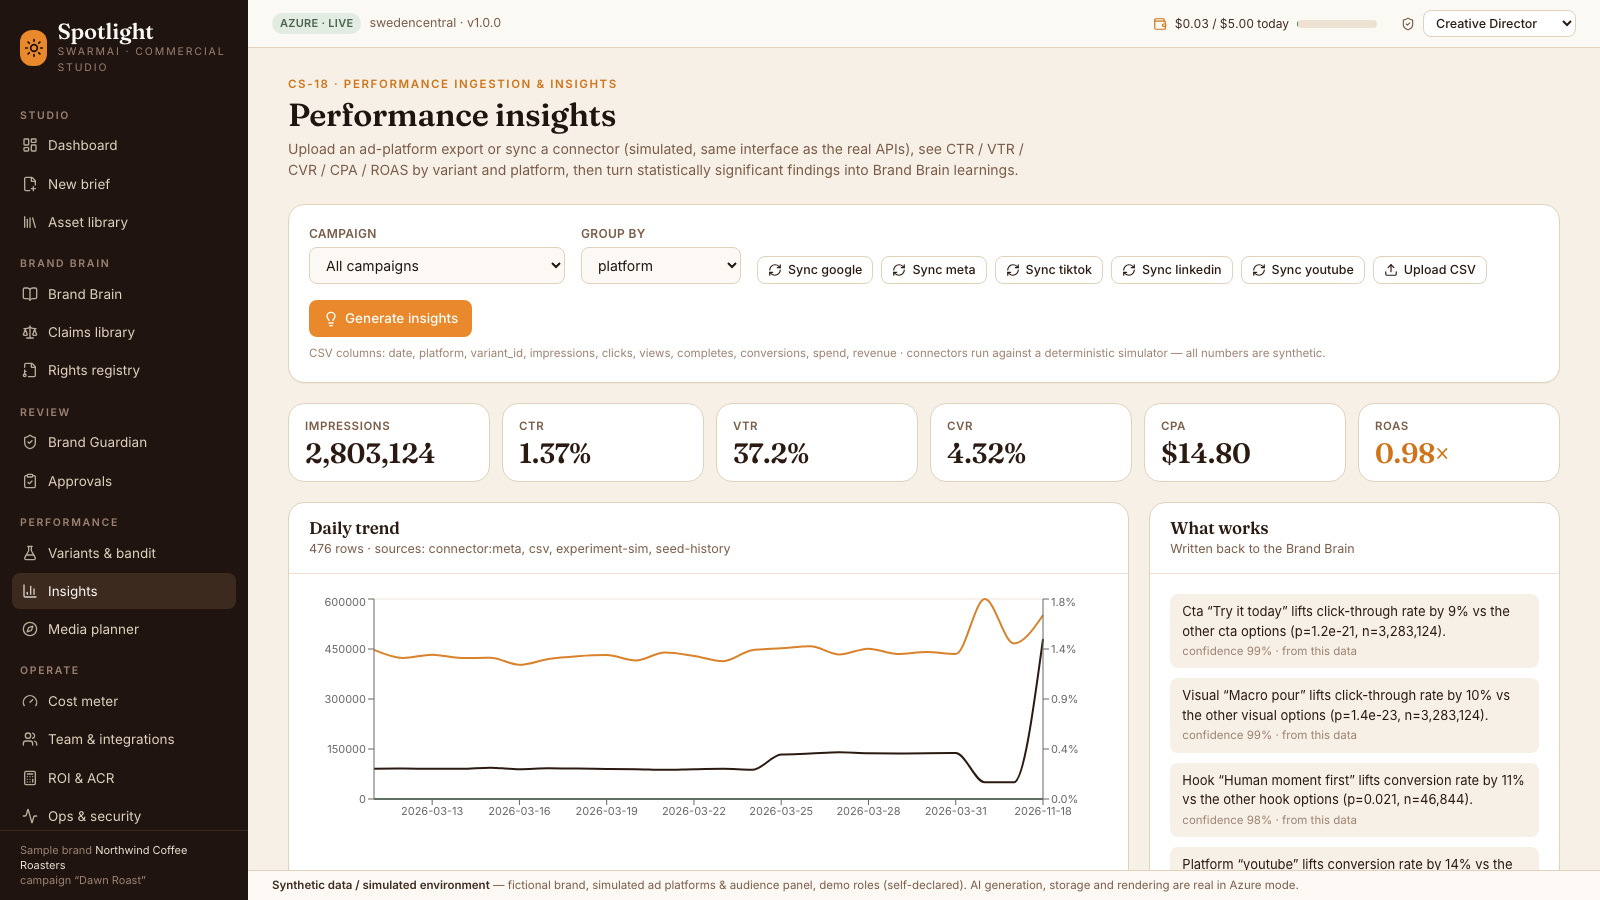 Spotlight
SWARMAI · COMMERCIAL
STUDIO
STUDIO
Dashboard
New brief
Asset library
BRAND BRAIN
Brand Brain
Claims library
Rights registry
REVIEW
Brand Guardian
Approvals
PERFORMANCE
Variants & bandit
Insights
Media planner
OPERATE
Cost meter
Team & integrations
ROI & ACR
Ops & security
Sample brand Northwind Coffee
Roasters
campaign “Dawn Roast”
AZURE · LIVE swedencentral · v1.0.0
$0.03 / $5.00 today
Creative Director
CS-18 · PERFORMANCE INGESTION & INSIGHTS
Performance insights
Upload an ad-platform export or sync a connector (simulated, same interface as the real APIs), see CTR / VTR /
CVR / CPA / ROAS by variant and platform, then turn statistically significant findings into Brand Brain learnings.
CAMPAIGN
All campaigns
GROUP BY
platform
Sync google
Sync meta
Sync tiktok
Sync linkedin
Sync youtube
Upload CSV
Generate insights
CSV columns: date, platform, variant_id, impressions, clicks, views, completes, conversions, spend, revenue · connectors run against a deterministic simulator — all numbers are synthetic.
IMPRESSIONS
2,803,124
CTR
1.37%
VTR
37.2%
CVR
4.32%
CPA
$14.80
ROAS
0.98×
Daily trend
476 rows · sources: connector:meta, csv, experiment-sim, seed-history
600000
450000
300000
150000
0
1.8%
1.4%
0.9%
0.4%
0.0%
2026-03-13
2026-03-16
2026-03-19
2026-03-22
2026-03-25
2026-03-28
2026-03-31
2026-11-18
What works
Written back to the Brand Brain
Cta “Try it today” lifts click-through rate by 9% vs the
other cta options (p=1.2e-21, n=3,283,124).
confidence 99% · from this data
Visual “Macro pour” lifts click-through rate by 10% vs
the other visual options (p=1.4e-23, n=3,283,124).
confidence 99% · from this data
Hook “Human moment first” lifts conversion rate by 11%
vs the other hook options (p=0.021, n=46,844).
confidence 98% · from this data
Platform “youtube” lifts conversion rate by 14% vs the
Synthetic data / simulated environment — fictional brand, simulated ad platforms & audience panel, demo roles (self-declared). AI generation, storage and rendering are real in Azure mode.